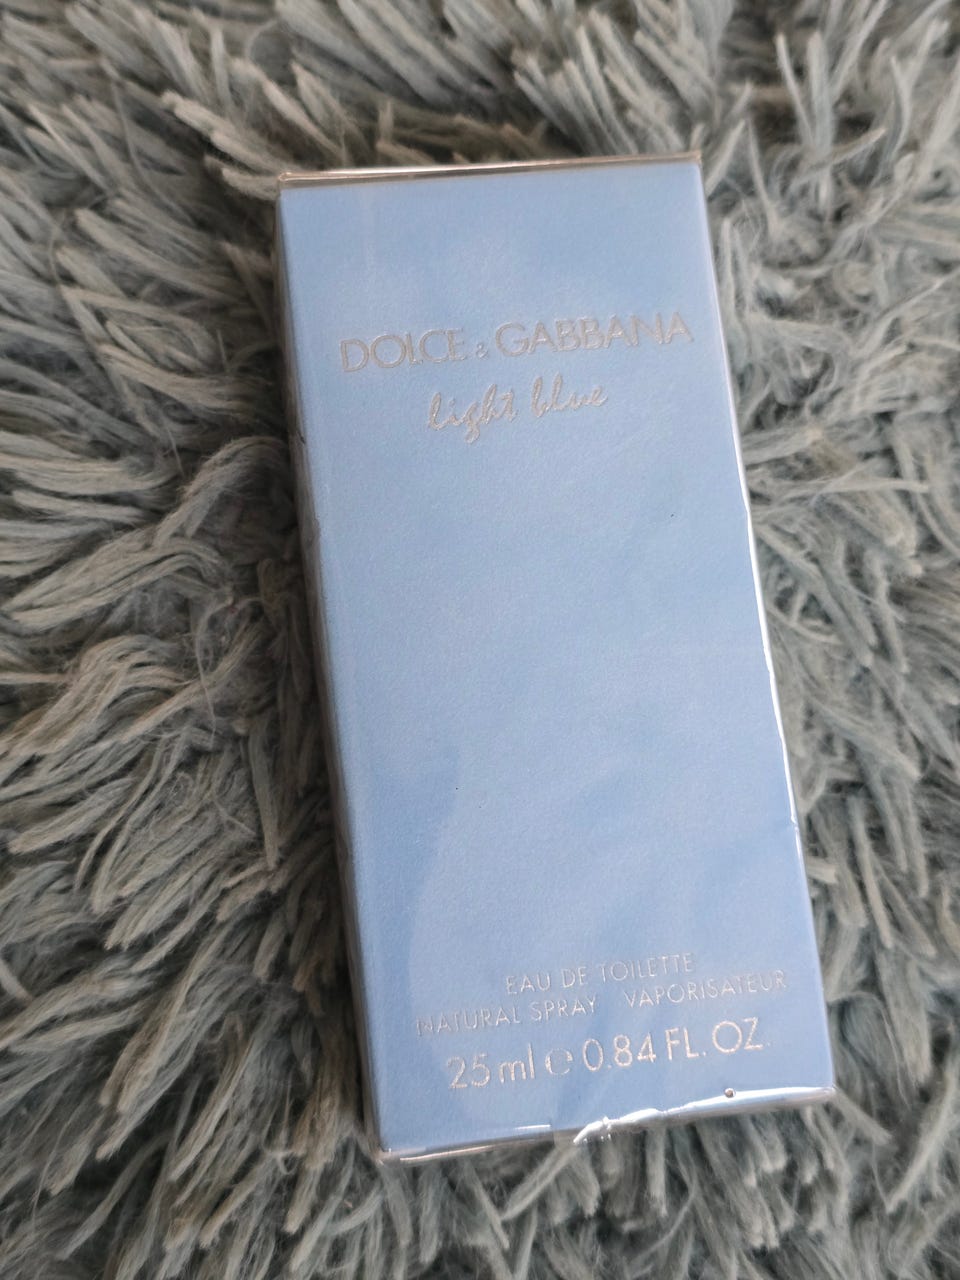 DOLCE & GABBANA
light blue
EAU DE TOILETTE
NATURAL SPRAY VAPORISATEUR
25 ml ℮ 0.84 FL. OZ.